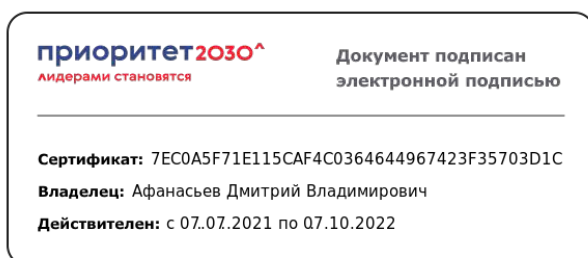 приоритет2030^
лидерами становятся
Документ подписан
электронной подписью
Сертификат: 7EC0A5F71E115CAF4C0364644967423F35703D1C
Владелец: Афанасьев Дмитрий Владимирович
Действителен: с 07.07.2021 по 07.10.2022